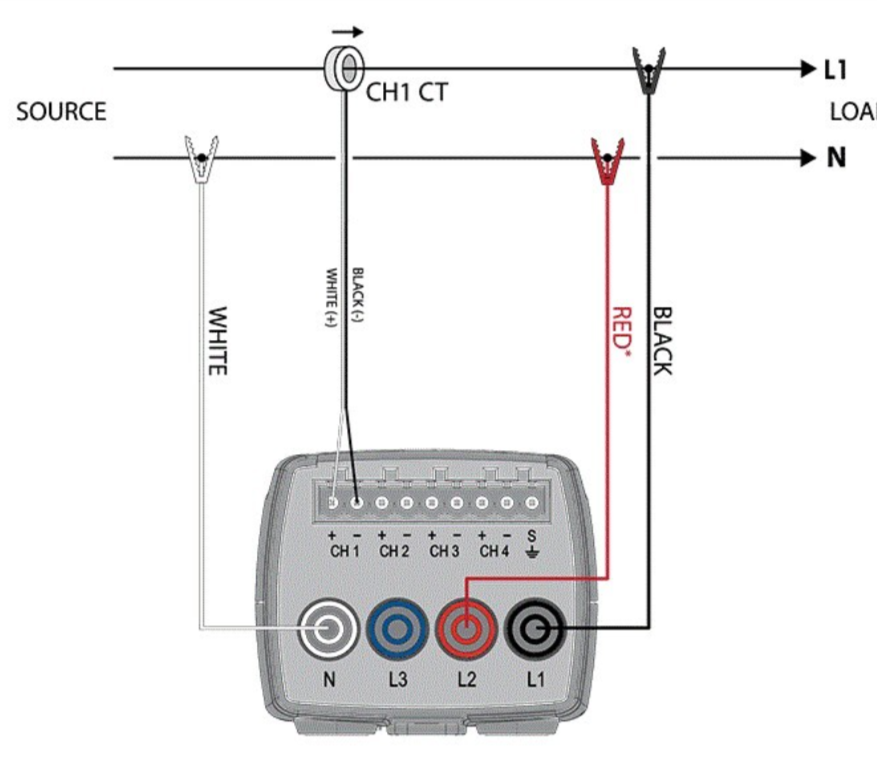 L1
CH1 CT
SOURCE
LOA
N
WHITE (+)
BLACK (-)
WHITE
RED*
BLACK
+ - + - + - + - S
CH 1 CH 2 CH 3 CH 4
N L3 L2 L1